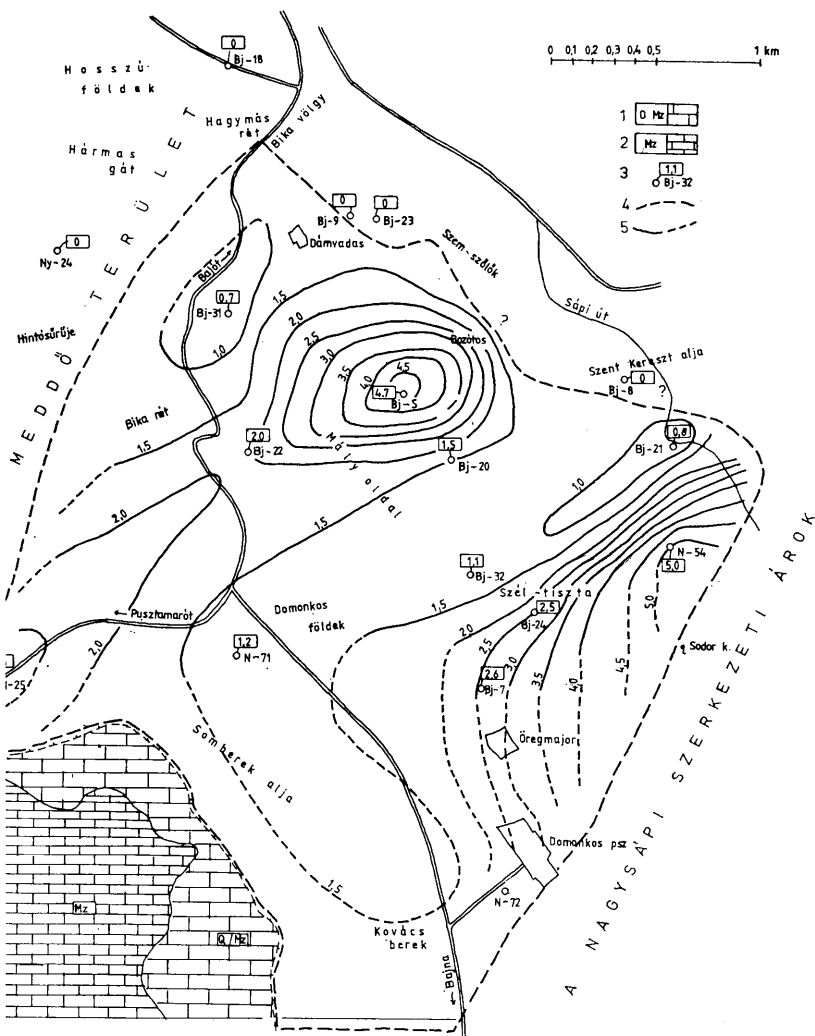 0 0,1 0,2 0,3 0,4 0,5 1 km
0
Bj-18
Hosszú-
földek
Hagymás
rét
Bika völgy
Hármas
gát
1 Q Mz
2 Mz
3 1,1
Bj-32
4
5
0
Ny-24
0
Bj-9
0
Bj-23
Dámvadas
Szem-szőlők
Bajót
MEDDŐ TERÜLET
0,7
Bj-31
1,0
Hintósűrűje
1,5
2,0
2,5
3,0
3,5
4,0
4,5
4,7
Bj-5
Bozótos
?
Sápi út
Szent Kereszt alja
0
Bj-8
?
Bika rét
1,5
2,0
Bj-22
Mály oldal
1,5
Bj-20
0,8
Bj-21
1,0
2,0
1,5
1,1
Bj-32
N-54
5,0
5,0
Szél-tiszta
2,5
Bj-24
1,5
2,0
2,5
3,0
3,5
4,0
4,5
Pusztamarót
Domonkos
földek
1,2
N-71
2,0
-25
Sodor k.
2,6
Bj-7
Öregmajor
Somberek alja
1,5
Domonkos psz
N-72
Kovács
berek
Bajna
Mz
Q/Mz
A NAGYSÁPI SZERKEZETI ÁROK